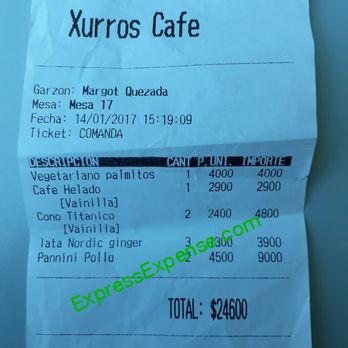 Xurros Cafe
Garzon: Margot Quezada
Mesa: Mesa 17
Fecha: 14/01/2017 15:19:09
Ticket: COMANDA
DESCRIPCION CANT P.UNI. IMPORTE
Vegetariano palmitos 1 4000 4000
Cafe Helado 1 2900 2900
[Vainilla]
Cono Titanico 2 2400 4800
[Vainilla]
lata Nordic ginger 3 1300 3900
Pannini Pollo 2 4500 9000
TOTAL: $24600
ExpressExpense.com